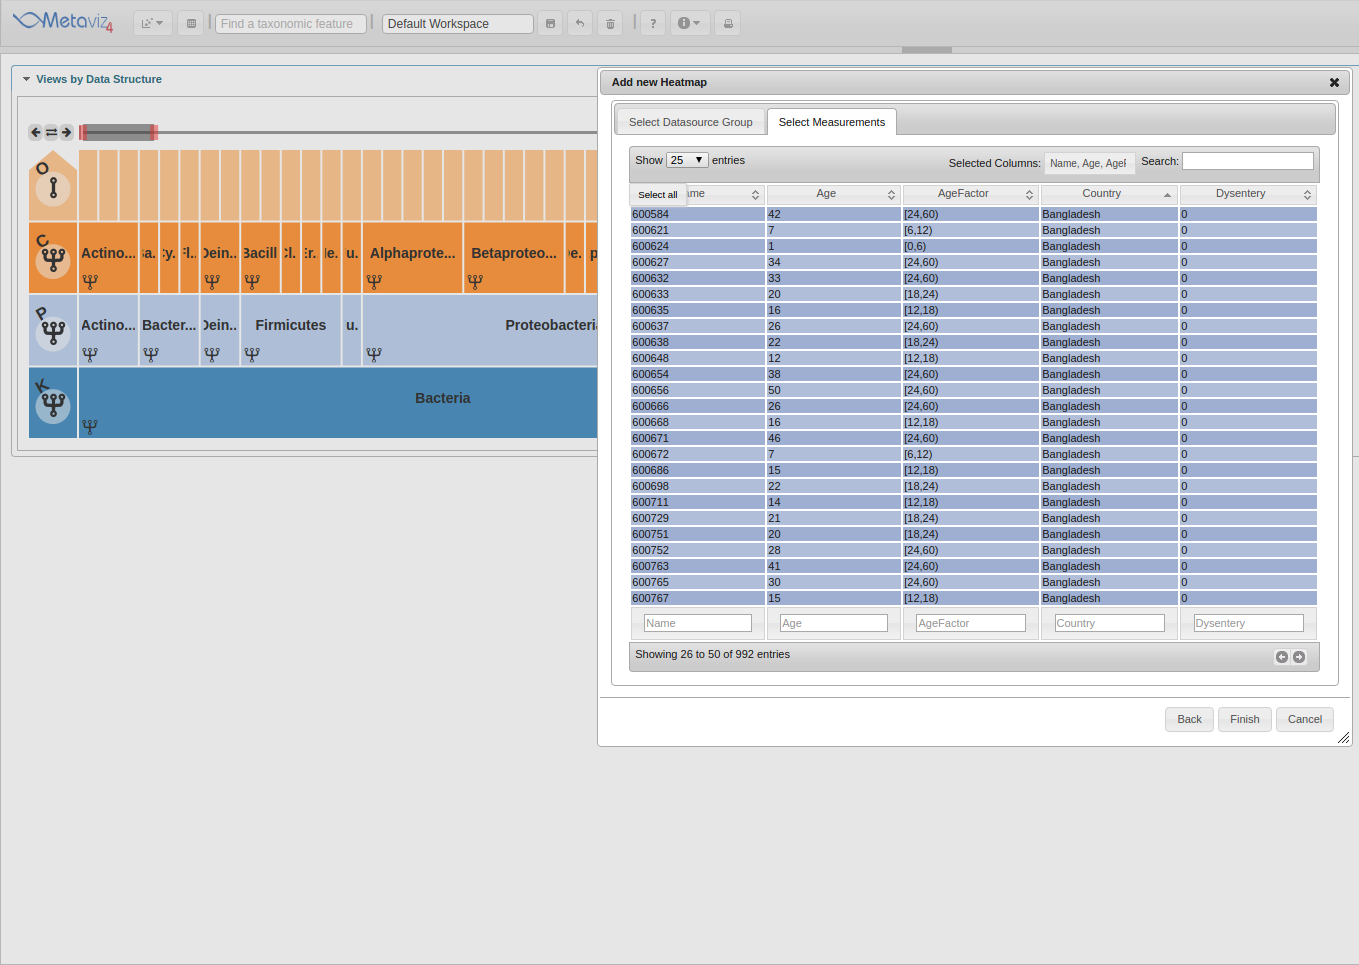 Metaviz 4
Find a taxonomic feature
Default Workspace
?
Views by Data Structure
O
C
Actino...
Dein...
Bacill
u.
Alphaprote...
Betaproteo...
P
Actino...
Bacter...
Dein..
Firmicutes
u.
Proteobacteria
K
Bacteria
Add new Heatmap
Select Datasource Group
Select Measurements
Show 25 entries
Selected Columns: Name, Age, AgeF
Search:
Select all
Age AgeFactor Country Dysentery
600584 42 [24,60) Bangladesh 0
600621 7 [6,12) Bangladesh 0
600624 1 [0,6) Bangladesh 0
600627 34 [24,60) Bangladesh 0
600632 33 [24,60) Bangladesh 0
600633 20 [18,24) Bangladesh 0
600635 16 [12,18) Bangladesh 0
600637 26 [24,60) Bangladesh 0
600638 22 [18,24) Bangladesh 0
600648 12 [12,18) Bangladesh 0
600654 38 [24,60) Bangladesh 0
600656 50 [24,60) Bangladesh 0
600666 26 [24,60) Bangladesh 0
600668 16 [12,18) Bangladesh 0
600671 46 [24,60) Bangladesh 0
600672 7 [6,12) Bangladesh 0
600686 15 [12,18) Bangladesh 0
600698 22 [18,24) Bangladesh 0
600711 14 [12,18) Bangladesh 0
600729 21 [18,24) Bangladesh 0
600751 20 [18,24) Bangladesh 0
600752 28 [24,60) Bangladesh 0
600763 41 [24,60) Bangladesh 0
600765 30 [24,60) Bangladesh 0
600767 15 [12,18) Bangladesh 0
Name Age AgeFactor Country Dysentery
Showing 26 to 50 of 992 entries
Back
Finish
Cancel